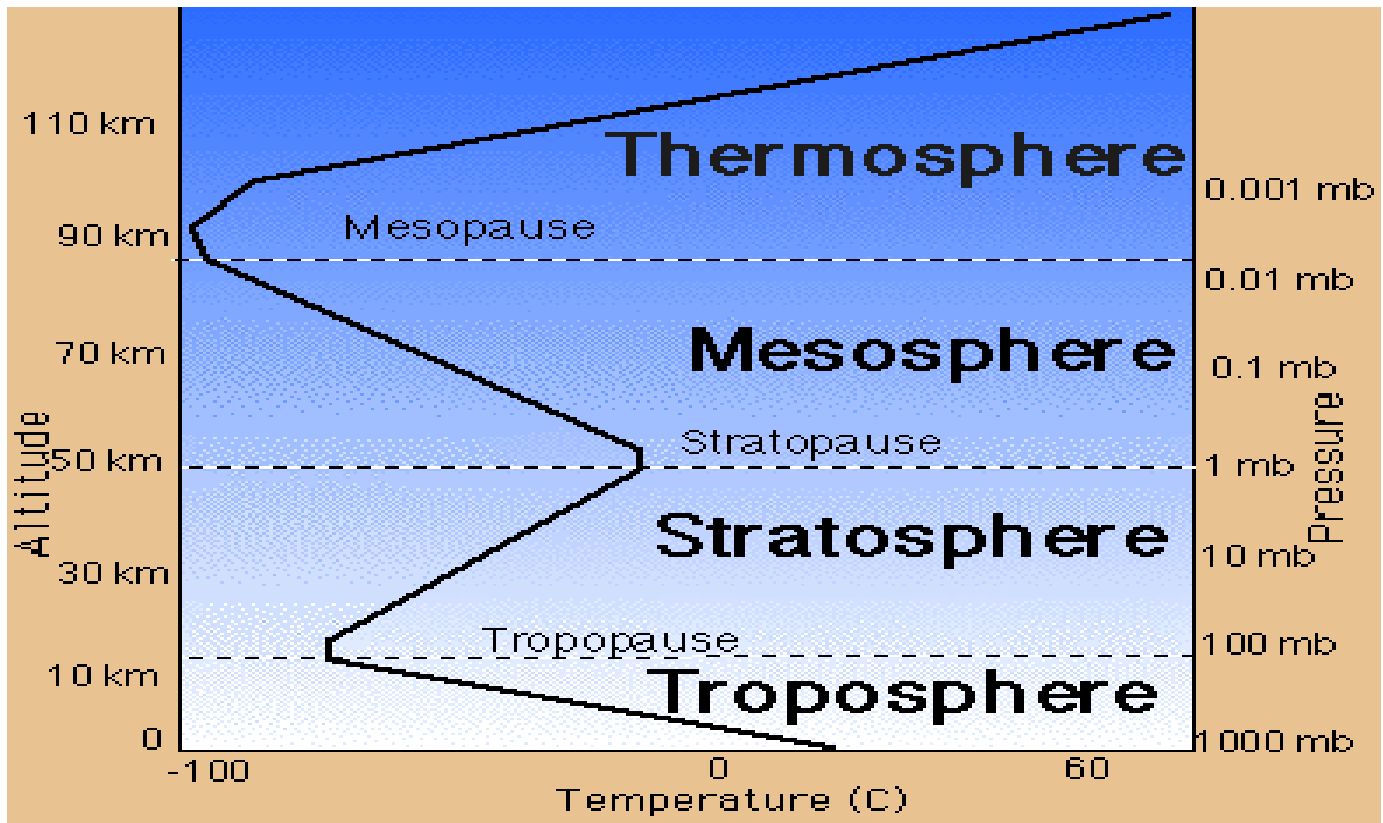 110 km
Thermosphere
0.001 mb
Mesopause
90 km
0.01 mb
Mesosphere
70 km
0.1 mb
Altitude
Stratopause
50 km
1 mb
Pressure
Stratosphere
10 mb
30 km
Tropopause
100 mb
10 km
Troposphere
0
1000 mb
-100 0 60
Temperature (C)